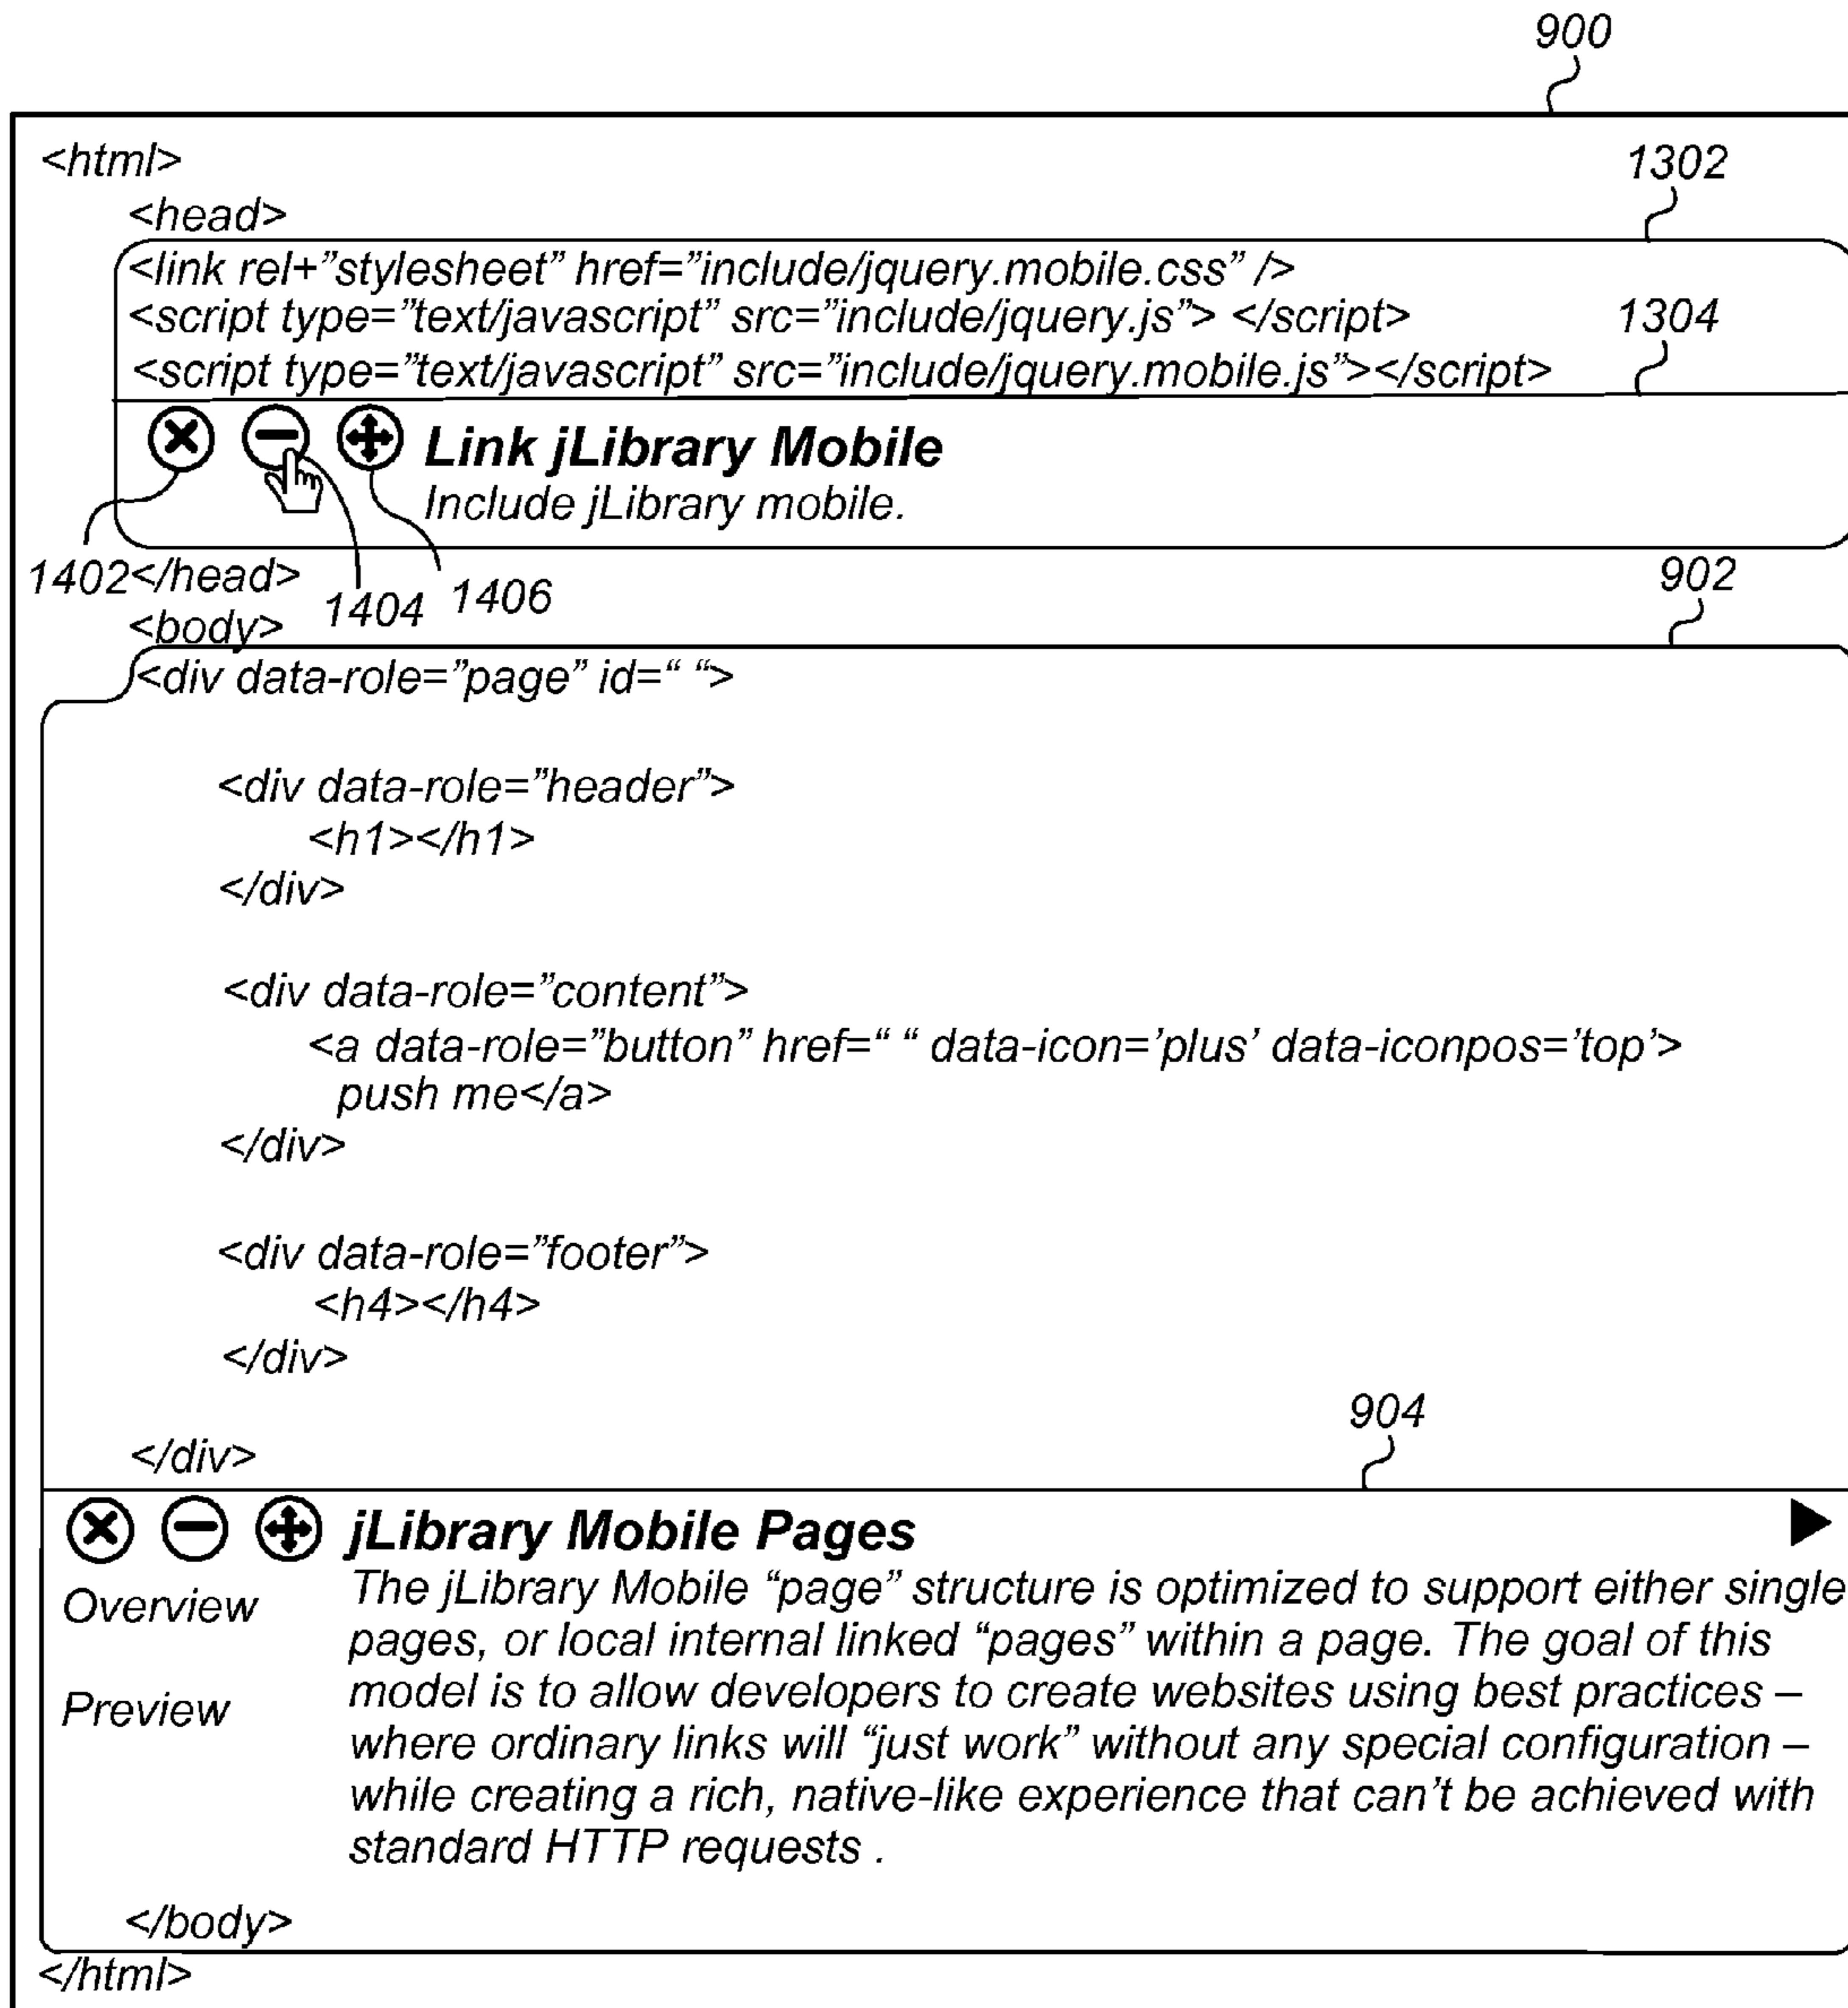 900
<html>
1302
<head>
<link rel+”stylesheet” href=”include/jquery.mobile.css” />
<script type=”text/javascript” src=”include/jquery.js”> </script>
1304
<script type=”text/javascript” src=”include/jquery.mobile.js”></script>
Link jLibrary Mobile
Include jLibrary mobile.
1402</head>
1404
1406
902
<body>
<div data-role=”page” id=“ “>
<div data-role=”header”>
<h1></h1>
</div>
<div data-role=”content”>
<a data-role=”button” href=“ “ data-icon=’plus’ data-iconpos=’top’>
push me</a>
</div>
<div data-role=”footer”>
<h4></h4>
</div>
904
</div>
jLibrary Mobile Pages
Overview
Preview
The jLibrary Mobile “page” structure is optimized to support either single
pages, or local internal linked “pages” within a page. The goal of this
model is to allow developers to create websites using best practices –
where ordinary links will “just work” without any special configuration –
while creating a rich, native-like experience that can’t be achieved with
standard HTTP requests .
</body>
</html>